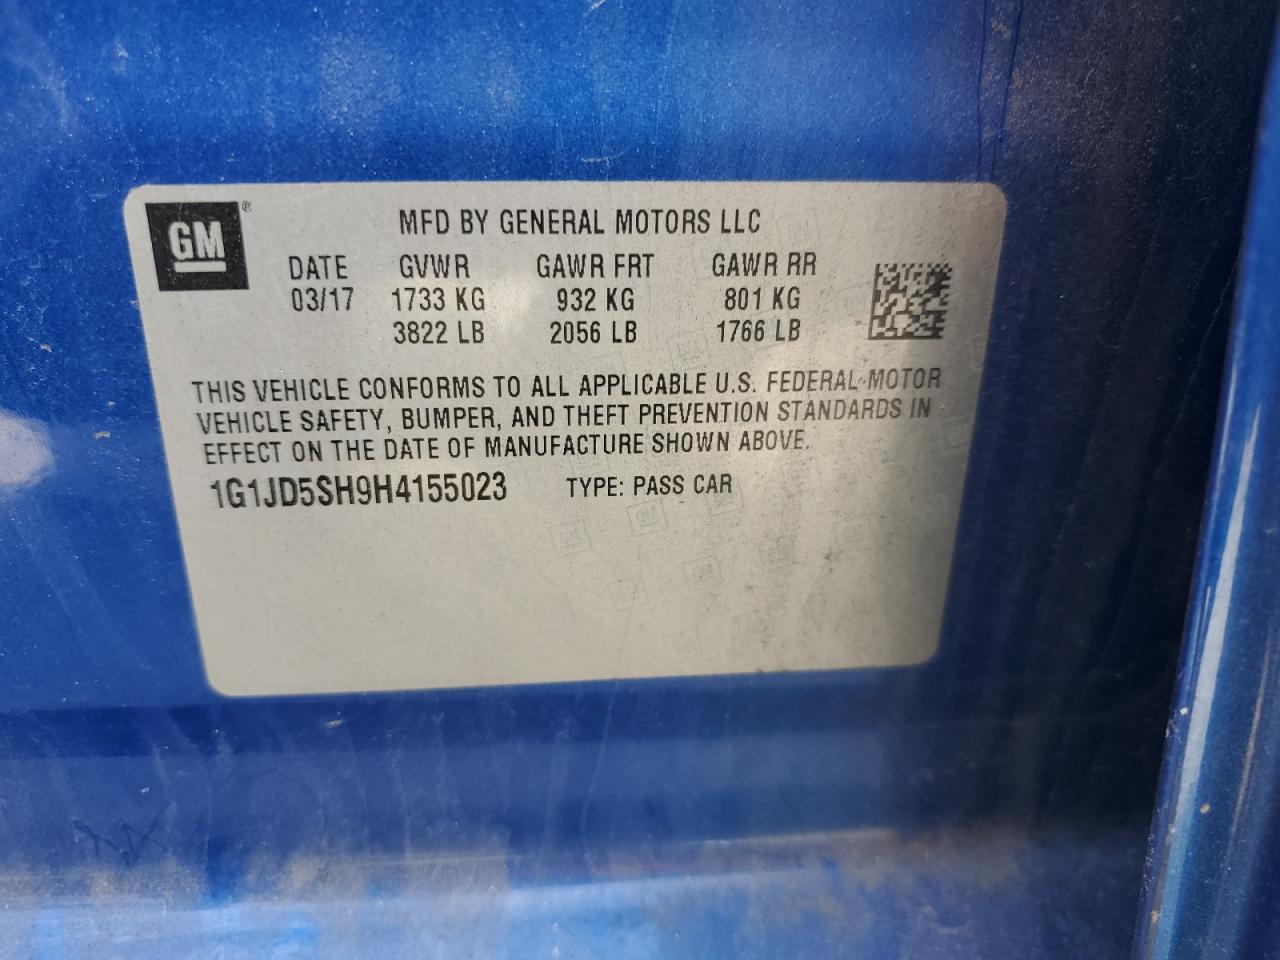 GM ®
MFD BY GENERAL MOTORS LLC
DATE GVWR GAWR FRT GAWR RR
03/17 1733 KG 932 KG 801 KG
3822 LB 2056 LB 1766 LB
THIS VEHICLE CONFORMS TO ALL APPLICABLE U.S. FEDERAL MOTOR
VEHICLE SAFETY, BUMPER, AND THEFT PREVENTION STANDARDS IN
EFFECT ON THE DATE OF MANUFACTURE SHOWN ABOVE.
1G1JD5SH9H4155023 TYPE: PASS CAR